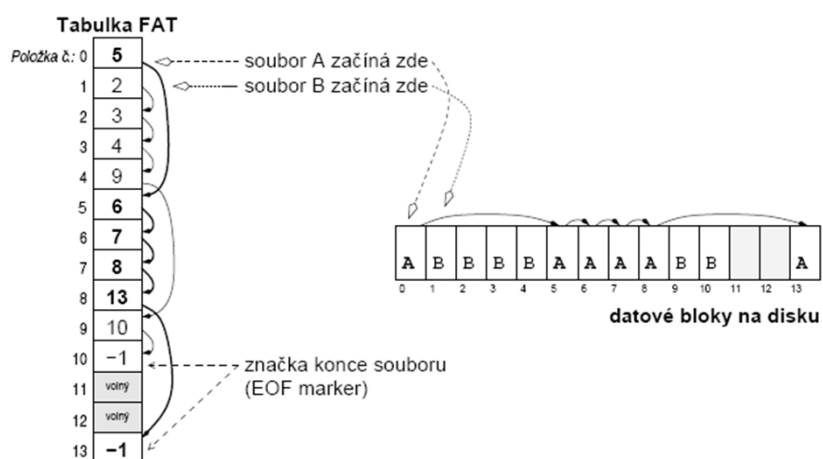 Tabulka FAT
Položka č.: 0 5
soubor A začíná zde
1 2
soubor B začíná zde
2 3
3 4
4 9
5 6
6 7
7 8
8 13
9 10
10 −1
11 volný
12 volný
13 −1
značka konce souboru
(EOF marker)
A B B B B A A A A B B A
0 1 2 3 4 5 6 7 8 9 10 11 12 13
datové bloky na disku